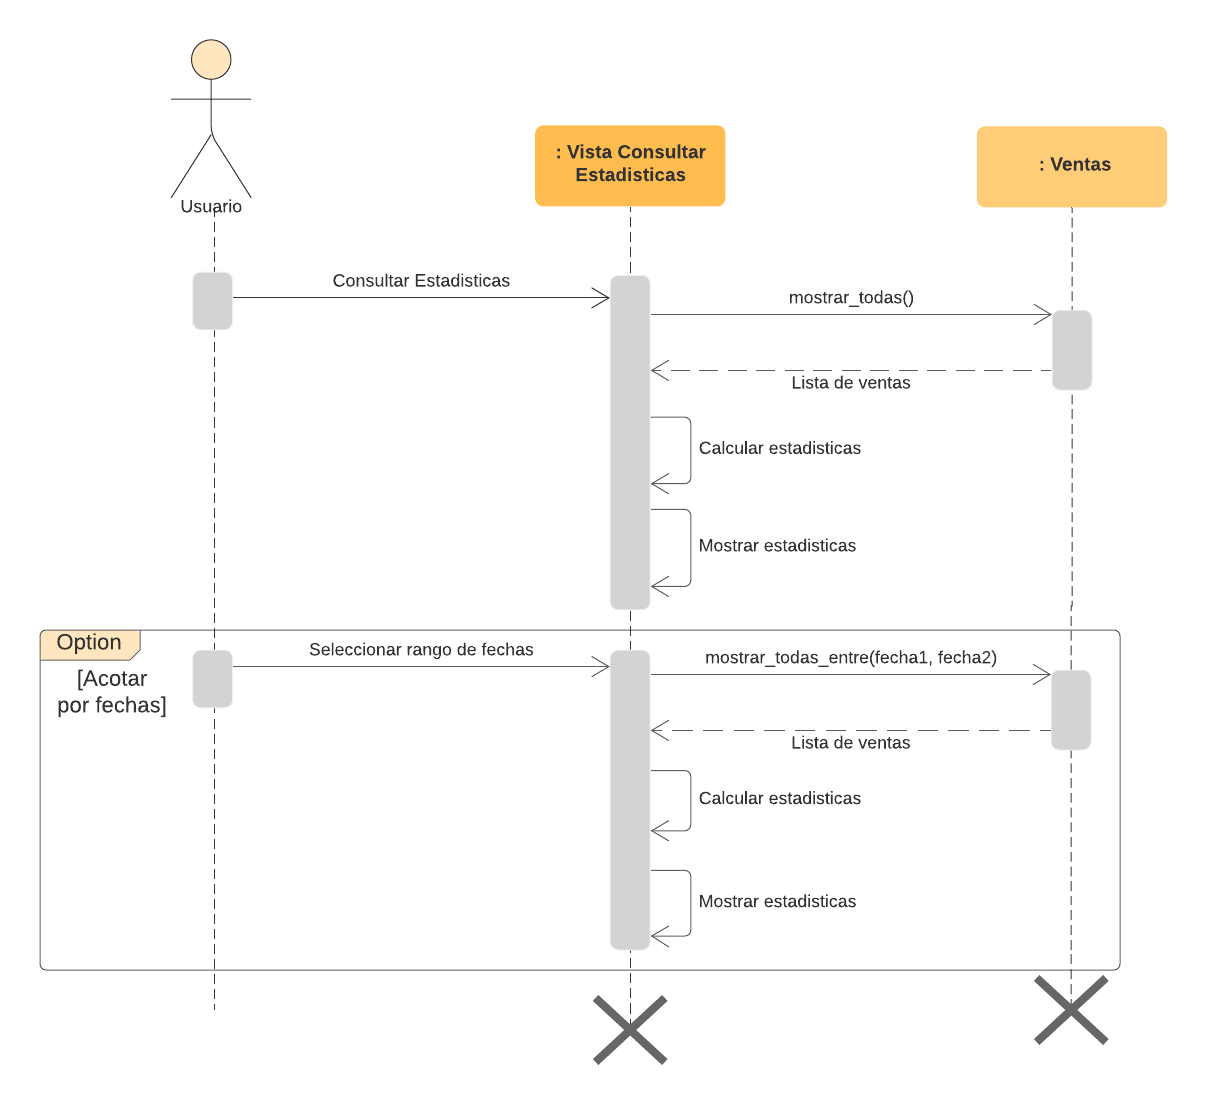 : Vista Consultar
Estadisticas
: Ventas
Usuario
Consultar Estadisticas
mostrar_todas()
Lista de ventas
Calcular estadisticas
Mostrar estadisticas
Option
Seleccionar rango de fechas
mostrar_todas_entre(fecha1, fecha2)
[Acotar
por fechas]
Lista de ventas
Calcular estadisticas
Mostrar estadisticas